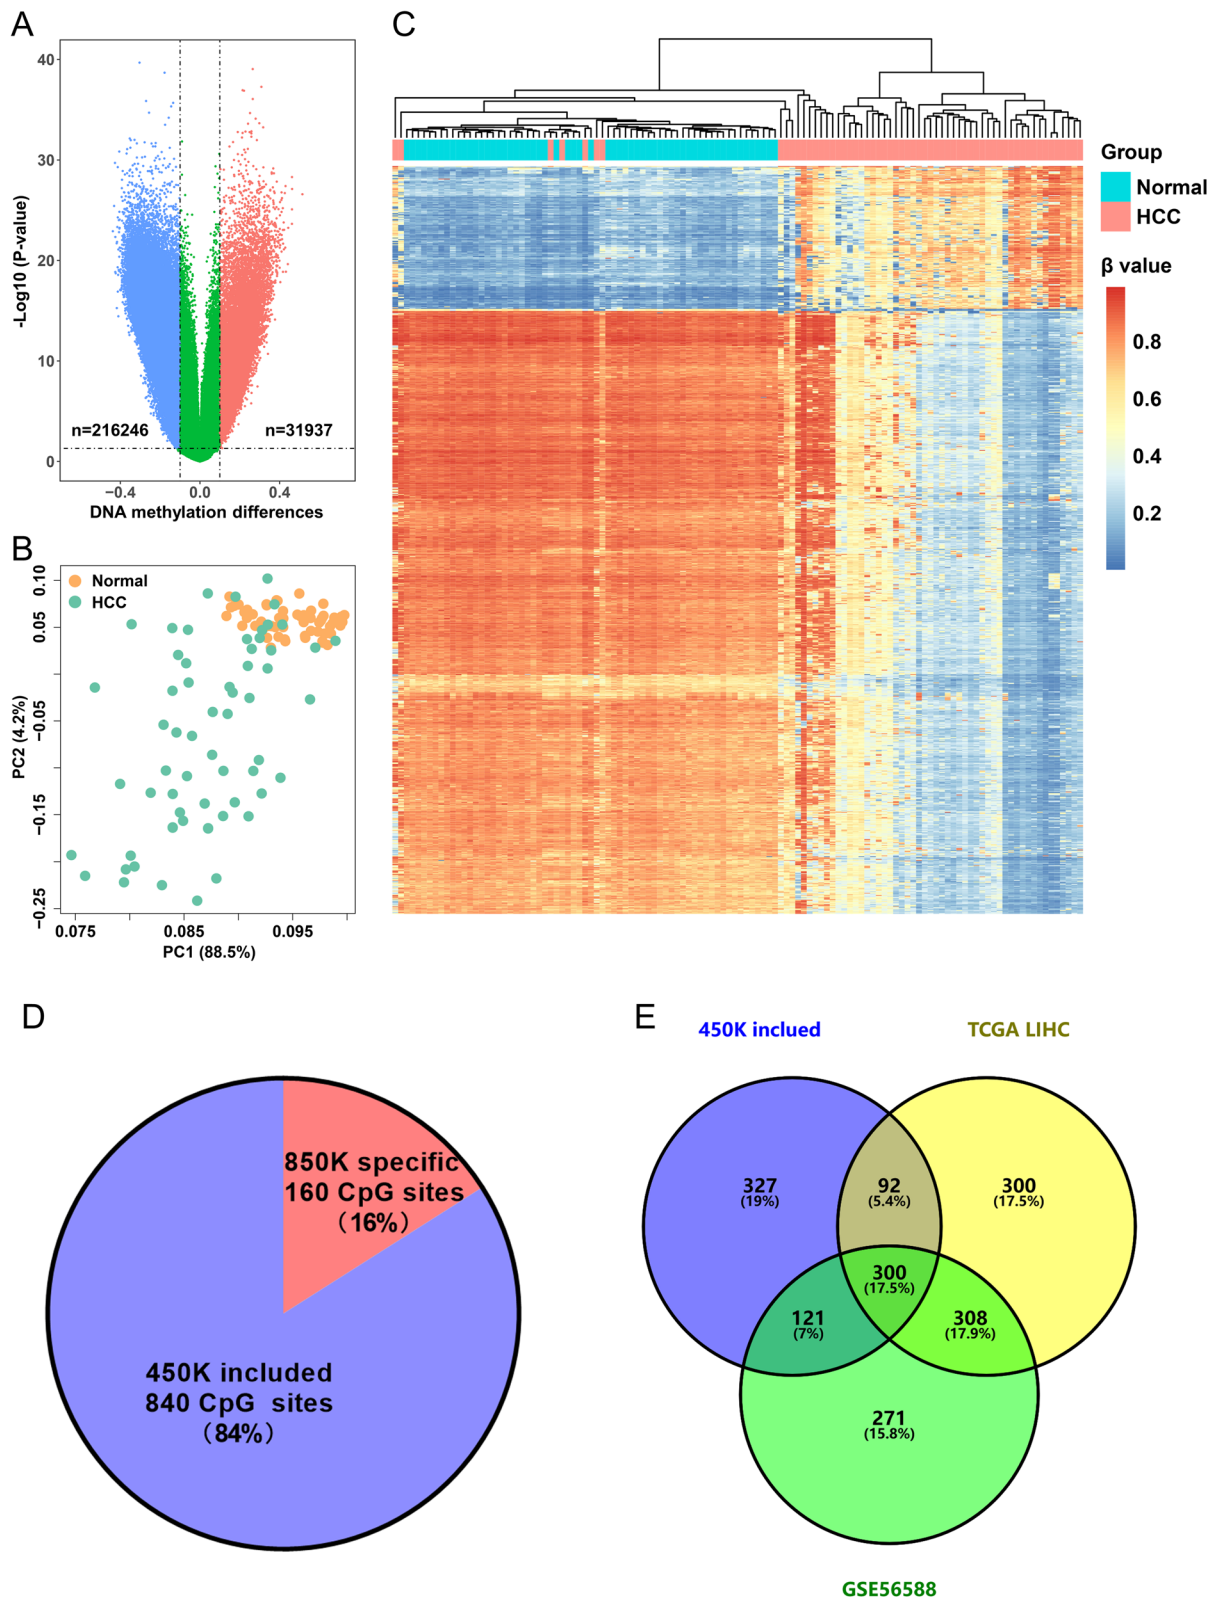 A
40
30
20
10
0
-Log10 (P-value)
n=216246
n=31937
−0.4
0.0
0.4
DNA methylation differences
B
Normal
HCC
0.10
0.05
−0.05
−0.15
−0.25
PC2 (4.2%)
0.075
0.085
0.095
PC1 (88.5%)
C
Group
Normal
HCC
β value
0.8
0.6
0.4
0.2
D
850K specific
160 CpG sites
(16%)
450K included
840 CpG sites
(84%)
E
450K inclued
TCGA LIHC
327
(19%)
92
(5.4%)
300
(17.5%)
300
(17.5%)
121
(7%)
308
(17.9%)
271
(15.8%)
GSE56588